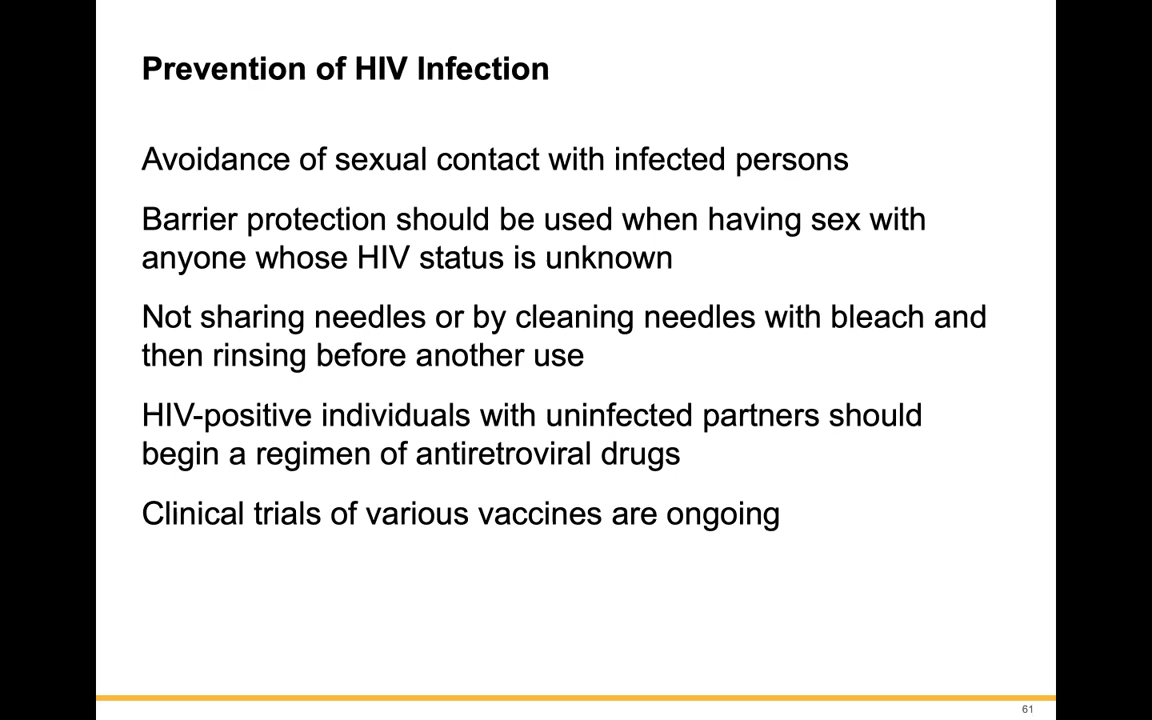 Prevention of HIV Infection
Avoidance of sexual contact with infected persons
Barrier protection should be used when having sex with
anyone whose HIV status is unknown
Not sharing needles or by cleaning needles with bleach and
then rinsing before another use
HIV-positive individuals with uninfected partners should
begin a regimen of antiretroviral drugs
Clinical trials of various vaccines are ongoing
61